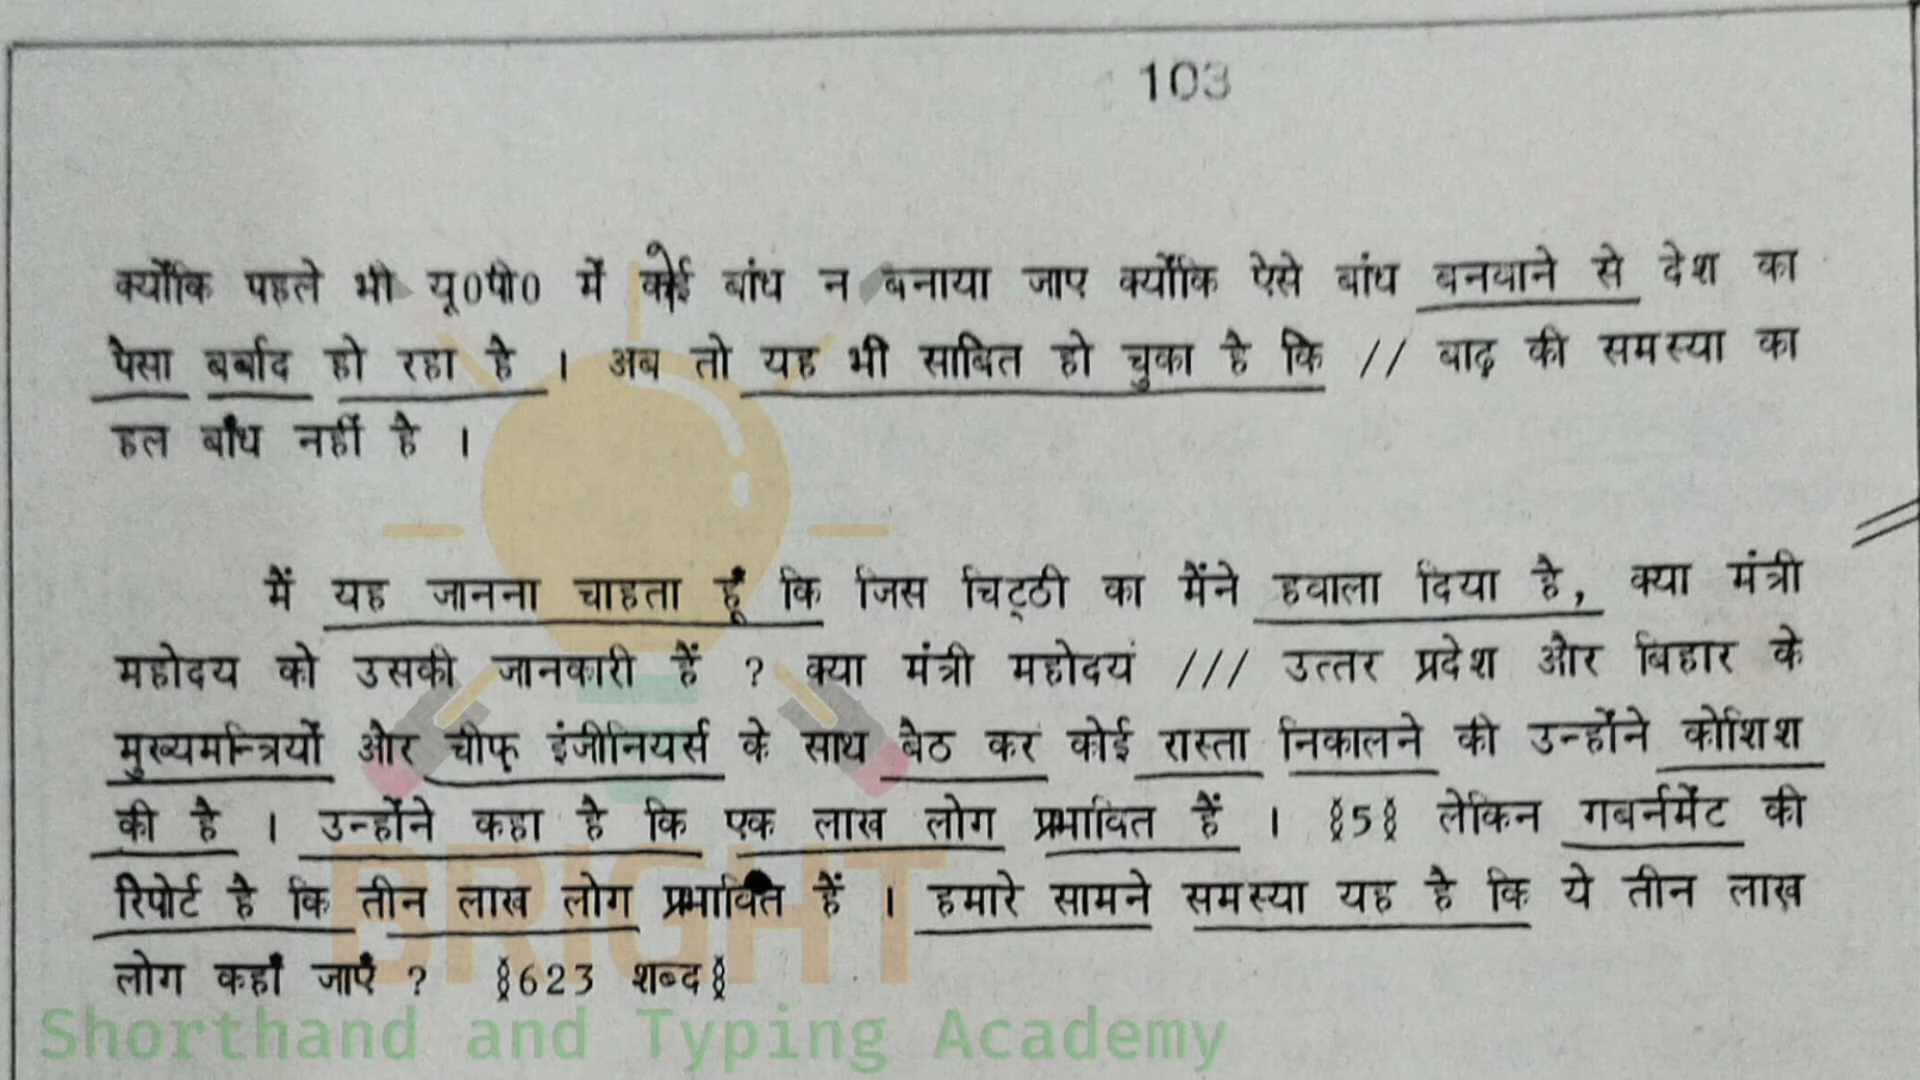 103
क्योंकि पहले भी यू0पी0 में कोई बांध न बनाया जाए क्योंकि ऐसे बांध बनवाने से देश का
पैसा बर्बाद हो रहा है । अब तो यह भी साबित हो चुका है कि // बाढ़ की समस्या का
हल बाँध नहीं है ।
मैं यह जानना चाहता हूँ कि जिस चिट्ठी का मैंने हवाला दिया है, क्या मंत्री
महोदय को उसकी जानकारी हैं ? क्या मंत्री महोदय /// उत्तर प्रदेश और बिहार के
मुख्यमन्त्रियों और चीफ् इंजीनियर्स के साथ बैठ कर कोई रास्ता निकालने की उन्होंने कोशिश
की है । उन्होंने कहा है कि एक लाख लोग प्रभावित हैं । §5§ लेकिन गबर्नमेंट की
रिपोर्ट है कि तीन लाख लोग प्रभावित हैं । हमारे सामने समस्या यह है कि ये तीन लाख
लोग कहाँ जाएँ ? §623 शब्द§
BRIGHT
Shorthand and Typing Academy